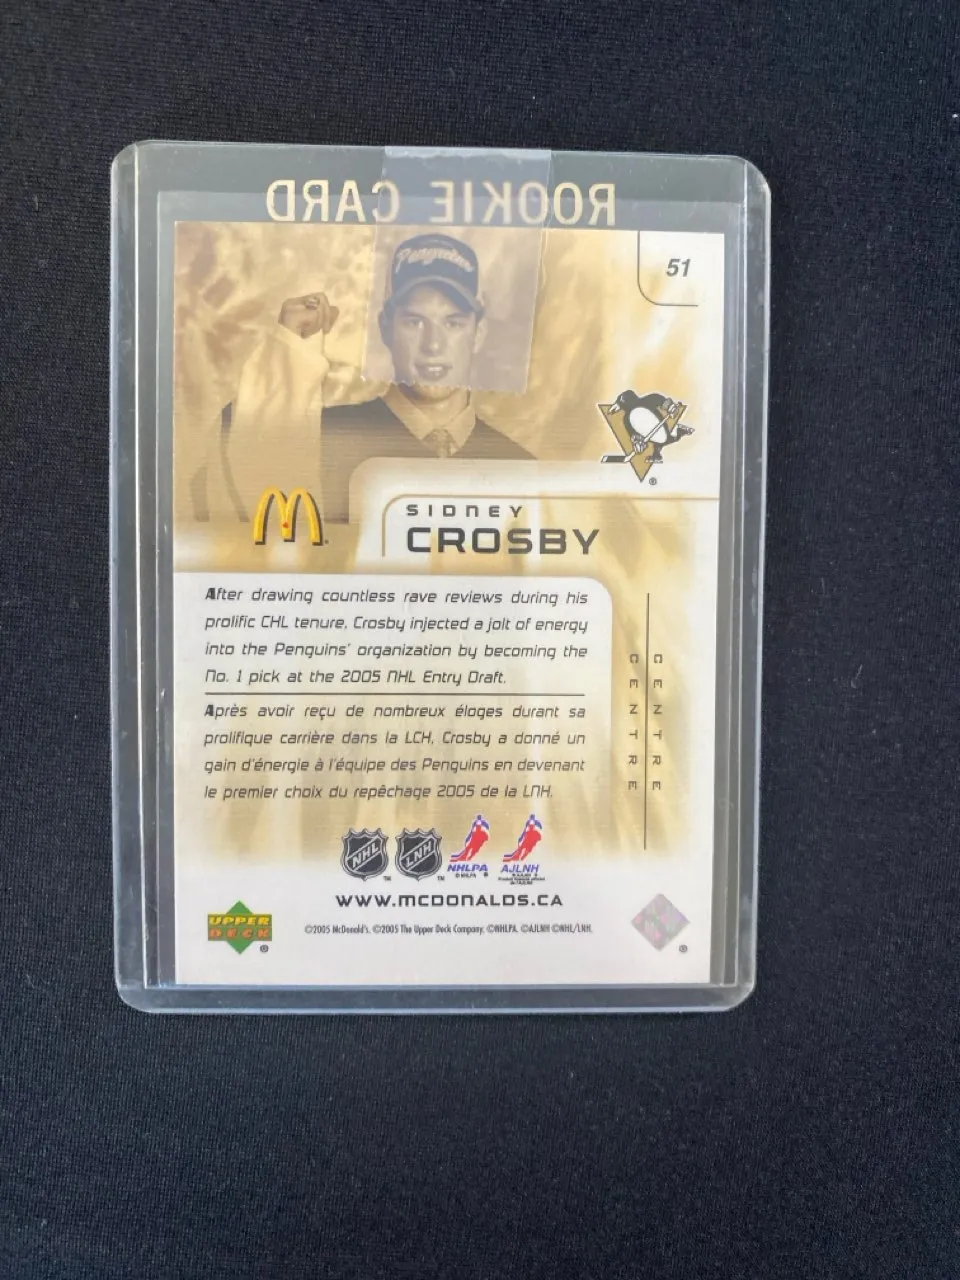 ROOKIE CARD
Penguins
51
SIDNEY
CROSBY
After drawing countless rave reviews during his
prolific CHL tenure, Crosby injected a jolt of energy
into the Penguins' organization by becoming the
No. 1 pick at the 2005 NHL Entry Draft.
Après avoir reçu de nombreux éloges durant sa
prolifique carrière dans la LCH, Crosby a donné un
gain d'énergie à l'équipe des Penguins en devenant
le premier choix du repêchage 2005 de la LNH.
CENTRE
CENTRE
NHL LNH NHLPA AJLNH
WWW.MCDONALDS.CA
UPPER
DECK
©2005 McDonald's. ©2005 The Upper Deck Company. ©NHLPA. ©AJLNH ©NHL/LNH.